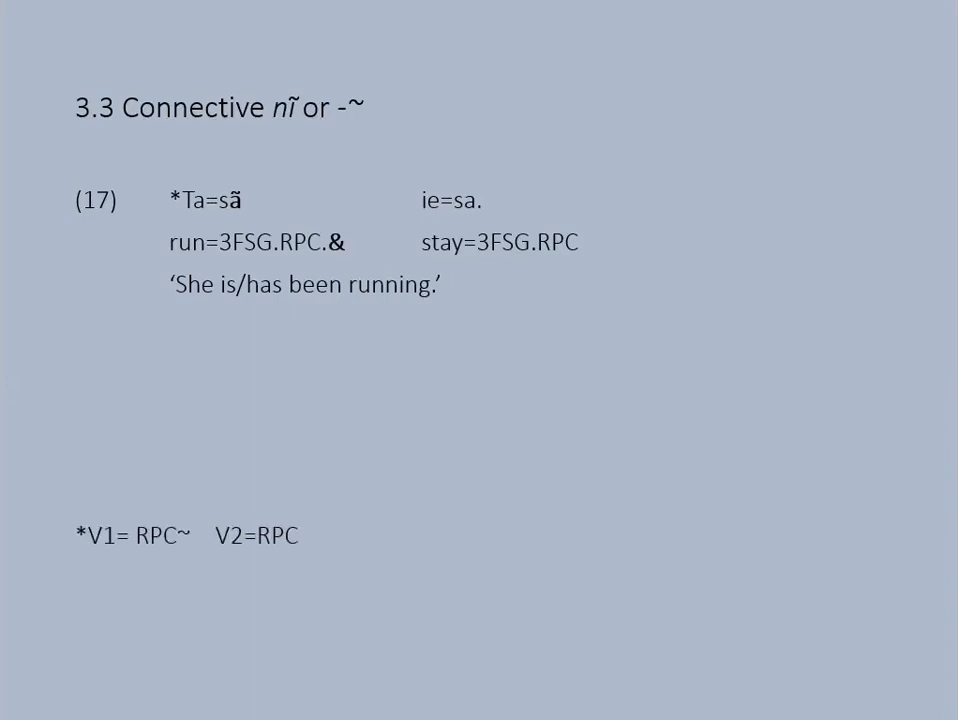 3.3 Connective nĩ or -~
(17) *Ta=sã ie=sa.
run=3FSG.RPC.& stay=3FSG.RPC
‘She is/has been running.’
*V1= RPC~ V2=RPC